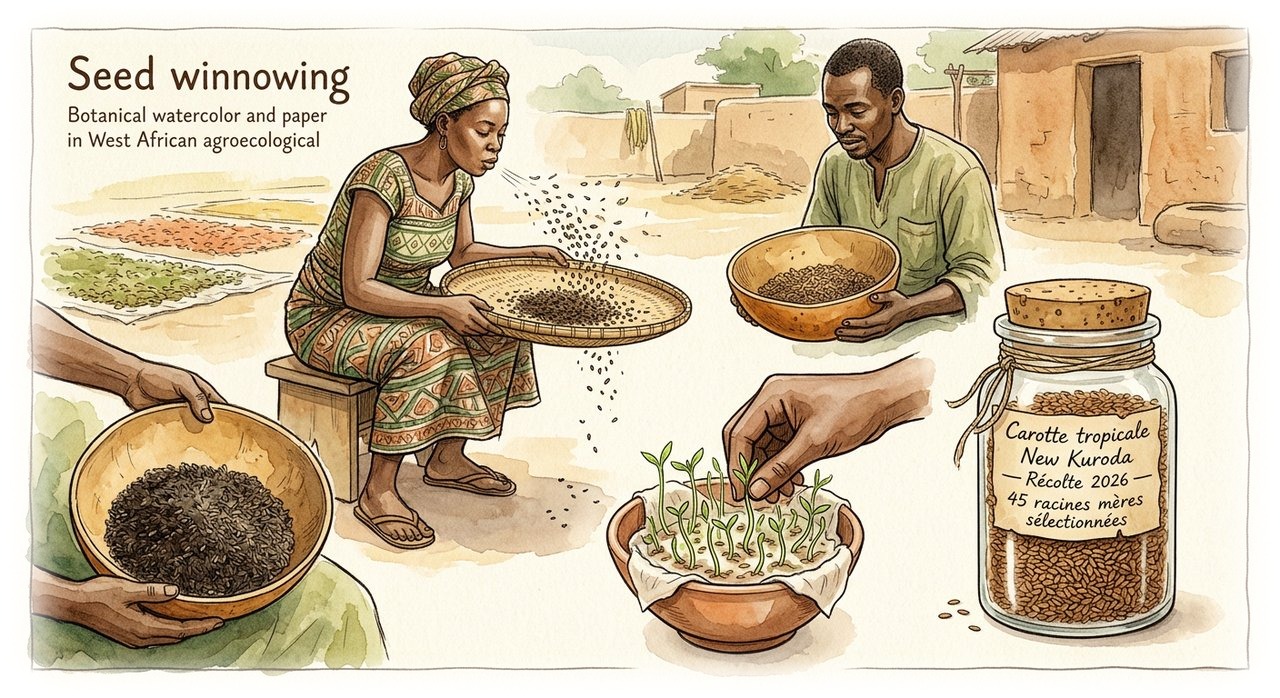 Seed winnowing
Botanical watercolor and paper
in West African agroecological
Carotte tropicale
New Kuroda
— Récolte 2026 —
45 racines mères
sélectionnées